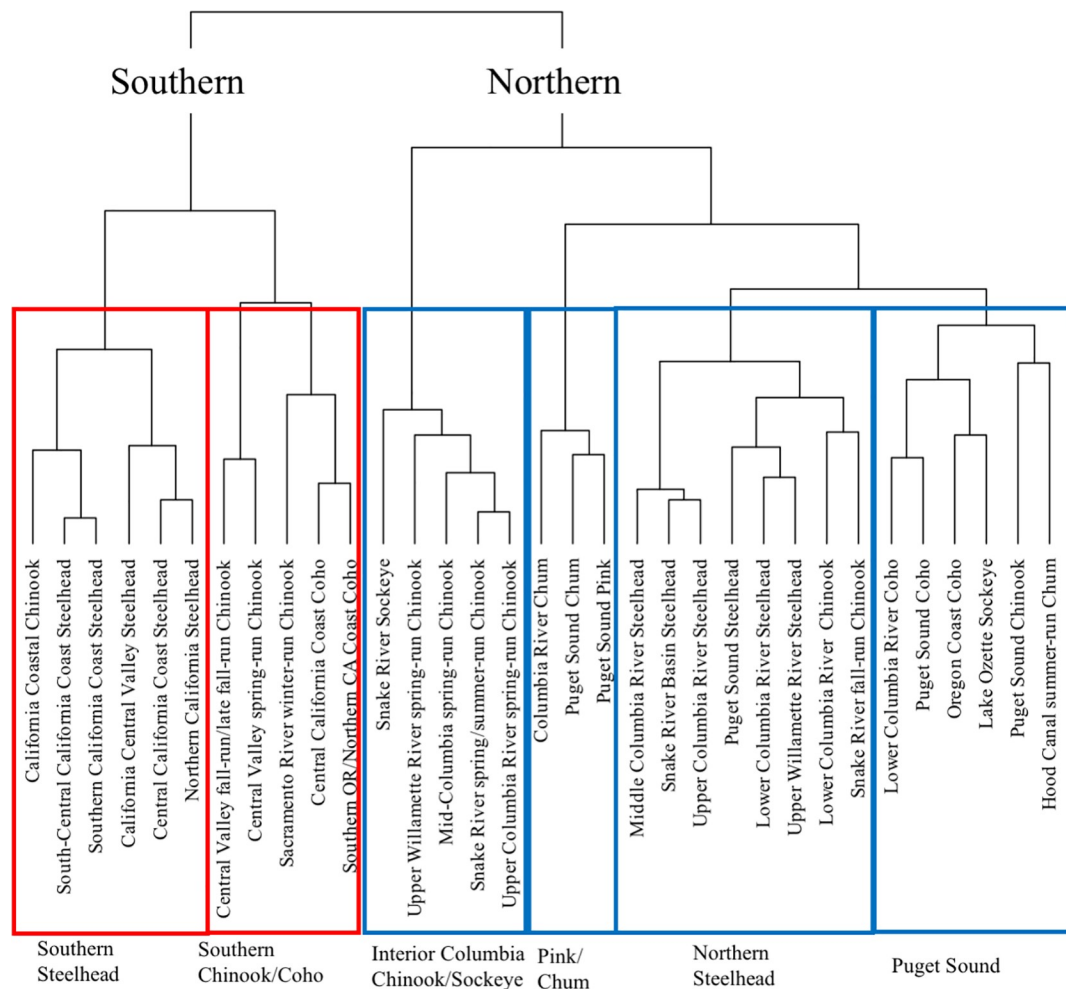 Southern
Northern
California Coastal Chinook
South-Central California Coast Steelhead
Southern California Coast Steelhead
California Central Valley Steelhead
Central California Coast Steelhead
Northern California Steelhead
Central Valley fall-run/late fall-run Chinook
Central Valley spring-run Chinook
Sacramento River winter-run Chinook
Central California Coast Coho
Southern OR/Northern CA Coast Coho
Snake River Sockeye
Upper Willamette River spring-run Chinook
Mid-Columbia spring-run Chinook
Snake River spring/summer-run Chinook
Upper Columbia River spring-run Chinook
Columbia River Chum
Puget Sound Chum
Puget Sound Pink
Middle Columbia River Steelhead
Snake River Basin Steelhead
Upper Columbia River Steelhead
Puget Sound Steelhead
Lower Columbia River Steelhead
Upper Willamette River Steelhead
Lower Columbia River Chinook
Snake River fall-run Chinook
Lower Columbia River Coho
Puget Sound Coho
Oregon Coast Coho
Lake Ozette Sockeye
Puget Sound Chinook
Hood Canal summer-run Chum
Southern
Steelhead
Southern
Chinook/Coho
Interior Columbia
Chinook/Sockeye
Pink/
Chum
Northern
Steelhead
Puget Sound